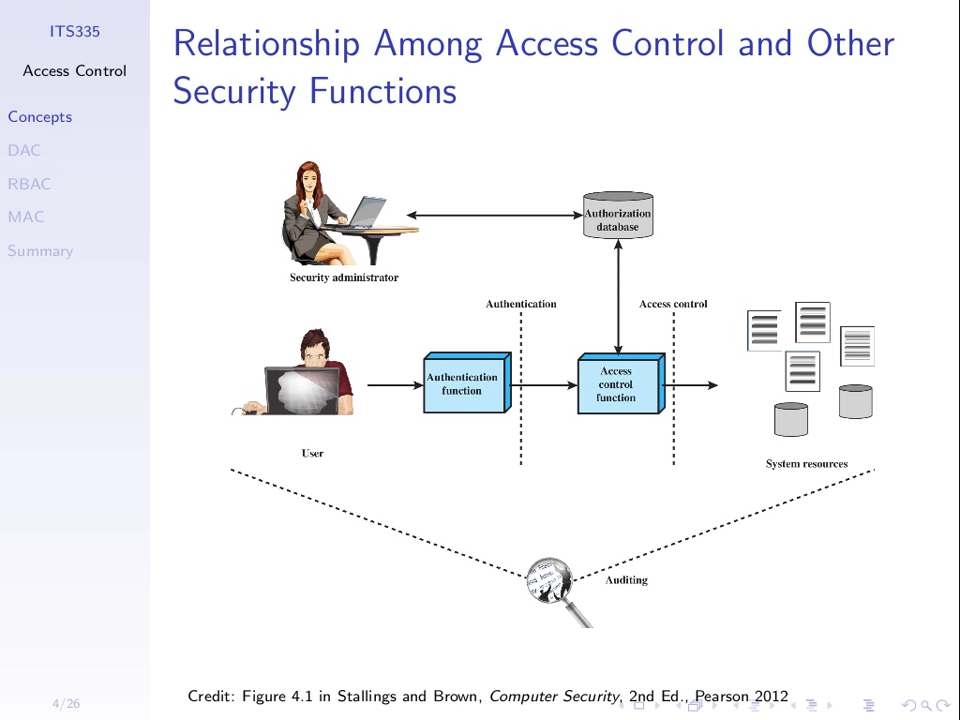 ITS335
Access Control
Concepts
DAC
RBAC
MAC
Summary
4/26
Relationship Among Access Control and Other
Security Functions
Authorization
database
Security administrator
Authentication
Access control
Authentication
function
Access
control
function
User
System resources
Auditing
Credit: Figure 4.1 in Stallings and Brown, Computer Security, 2nd Ed., Pearson 2012